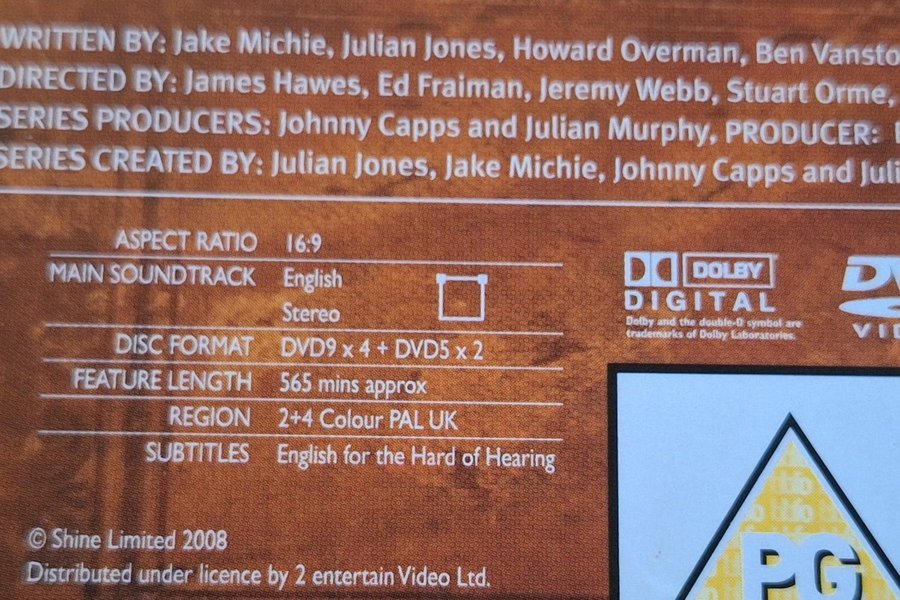 WRITTEN BY: Jake Michie, Julian Jones, Howard Overman, Ben Vansto
DIRECTED BY: James Hawes, Ed Fraiman, Jeremy Webb, Stuart Orme,
SERIES PRODUCERS: Johnny Capps and Julian Murphy, PRODUCER:
SERIES CREATED BY: Julian Jones, Jake Michie, Johnny Capps and Juli
ASPECT RATIO 16:9
MAIN SOUNDTRACK English
Stereo
DISC FORMAT DVD9 x 4 + DVD5 x 2
FEATURE LENGTH 565 mins approx
REGION 2+4 Colour PAL UK
SUBTITLES English for the Hard of Hearing
DOLBY
DIGITAL
Dolby and the double-D symbol are
trademarks of Dolby Laboratories.
DV
VID
PG
© Shine Limited 2008
Distributed under licence by 2 entertain Video Ltd.